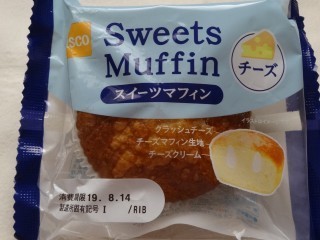 SCO
Sweets
Muffin
チーズ
スイーツマフィン
クラッシュチーズ
チーズマフィン生地
チーズクリーム
消費期限 19. 8.14
製造所固有記号 I /RIB